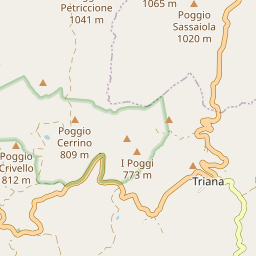 Petriccione
1041 m
1065 m
Poggio
Sassaiola
1020 m
Poggio
Cerrino
809 m
Poggio
Crivello
812 m
I Poggi
773 m
Triana